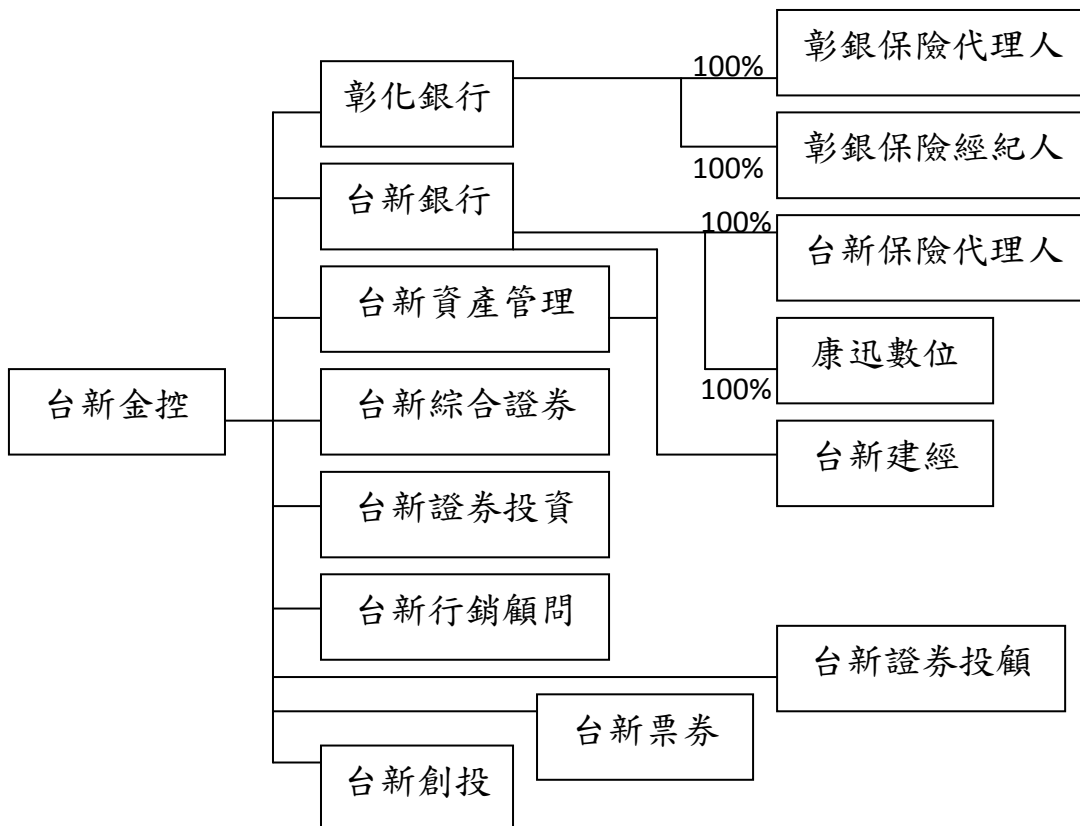 彰銀保險代理人
100%
彰化銀行
彰銀保險經紀人
100%
台新銀行
100%
台新保險代理人
台新資產管理
康迅數位
100%
台新金控
台新綜合證券
台新建經
台新證券投資
台新行銷顧問
台新證券投顧
台新票券
台新創投